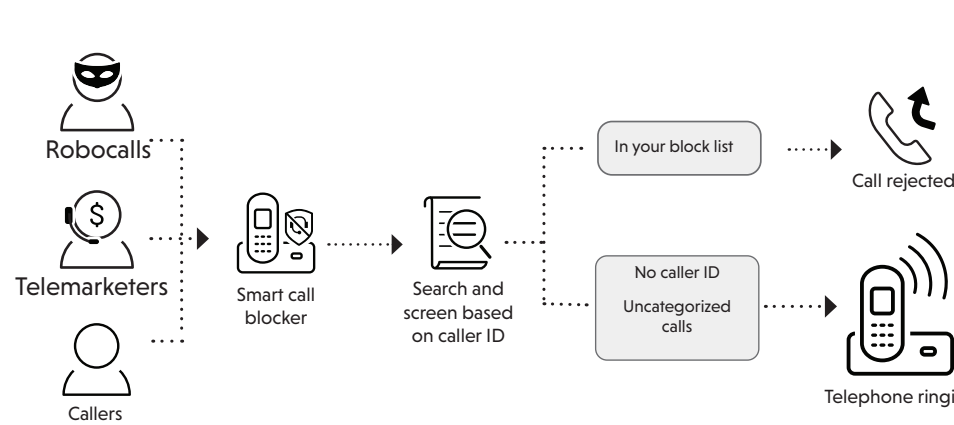 Robocalls
Telemarketers
Callers
Smart call
blocker
Search and
screen based
on caller ID
In your block list
No caller ID
Uncategorized
calls
Call rejected
Telephone ringi
$